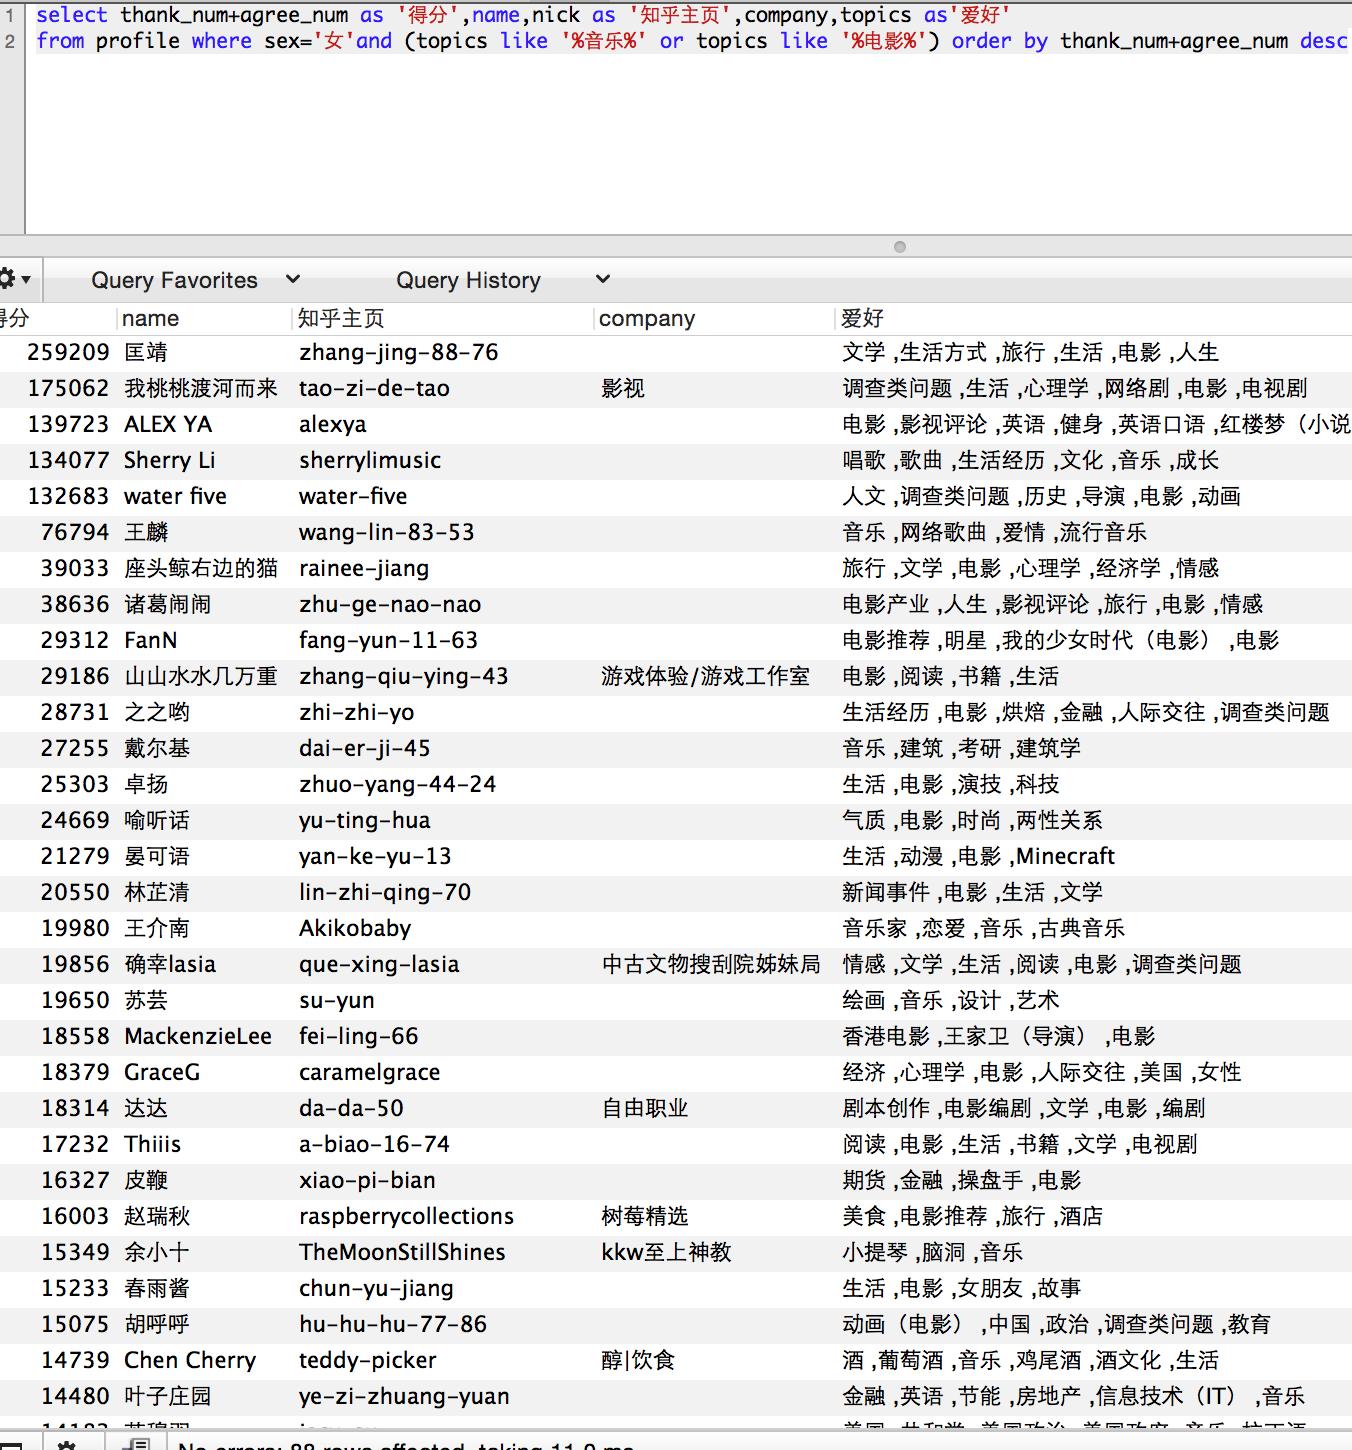 1 select thank_num+agree_num as '得分',name,nick as '知乎主页',company,topics as'爱好'
2 from profile where sex='女'and (topics like '%音乐%' or topics like '%电影%') order by thank_num+agree_num desc
Query Favorites Query History
得分 name 知乎主页 company 爱好
259209 匡靖 zhang-jing-88-76 文学 ,生活方式 ,旅行 ,生活 ,电影 ,人生
175062 我桃桃渡河而来 tao-zi-de-tao 影视 调查类问题 ,生活 ,心理学 ,网络剧 ,电影 ,电视剧
139723 ALEX YA alexya 电影 ,影视评论 ,英语 ,健身 ,英语口语 ,红楼梦（小说
134077 Sherry Li sherrylimusic 唱歌 ,歌曲 ,生活经历 ,文化 ,音乐 ,成长
132683 water five water-five 人文 ,调查类问题 ,历史 ,导演 ,电影 ,动画
76794 王麟 wang-lin-83-53 音乐 ,网络歌曲 ,爱情 ,流行音乐
39033 座头鲸右边的猫 rainee-jiang 旅行 ,文学 ,电影 ,心理学 ,经济学 ,情感
38636 诸葛闹闹 zhu-ge-nao-nao 电影产业 ,人生 ,影视评论 ,旅行 ,电影 ,情感
29312 FanN fang-yun-11-63 电影推荐 ,明星 ,我的少女时代（电影） ,电影
29186 山山水水几万重 zhang-qiu-ying-43 游戏体验/游戏工作室 电影 ,阅读 ,书籍 ,生活
28731 之之哟 zhi-zhi-yo 生活经历 ,电影 ,烘焙 ,金融 ,人际交往 ,调查类问题
27255 戴尔基 dai-er-ji-45 音乐 ,建筑 ,考研 ,建筑学
25303 卓扬 zhuo-yang-44-24 生活 ,电影 ,演技 ,科技
24669 喻听话 yu-ting-hua 气质 ,电影 ,时尚 ,两性关系
21279 晏可语 yan-ke-yu-13 生活 ,动漫 ,电影 ,Minecraft
20550 林芷清 lin-zhi-qing-70 新闻事件 ,电影 ,生活 ,文学
19980 王介南 Akikobaby 音乐家 ,恋爱 ,音乐 ,古典音乐
19856 确幸lasia que-xing-lasia 中古文物搜刮院姊妹局 情感 ,文学 ,生活 ,阅读 ,电影 ,调查类问题
19650 苏芸 su-yun 绘画 ,音乐 ,设计 ,艺术
18558 MackenzieLee fei-ling-66 香港电影 ,王家卫（导演） ,电影
18379 GraceG caramelgrace 经济 ,心理学 ,电影 ,人际交往 ,美国 ,女性
18314 达达 da-da-50 自由职业 剧本创作 ,电影编剧 ,文学 ,电影 ,编剧
17232 Thiiis a-biao-16-74 阅读 ,电影 ,生活 ,书籍 ,文学 ,电视剧
16327 皮鞭 xiao-pi-bian 期货 ,金融 ,操盘手 ,电影
16003 赵瑞秋 raspberrycollections 树莓精选 美食 ,电影推荐 ,旅行 ,酒店
15349 余小十 TheMoonStillShines kkw至上神教 小提琴 ,脑洞 ,音乐
15233 春雨酱 chun-yu-jiang 生活 ,电影 ,女朋友 ,故事
15075 胡呼呼 hu-hu-hu-77-86 动画（电影） ,中国 ,政治 ,调查类问题 ,教育
14739 Chen Cherry teddy-picker 醇|饮食 酒 ,葡萄酒 ,音乐 ,鸡尾酒 ,酒文化 ,生活
14480 叶子庄园 ye-zi-zhuang-yuan 金融 ,英语 ,节能 ,房地产 ,信息技术（IT） ,音乐
No errors; 88 rows affected, taking 11.0 ms